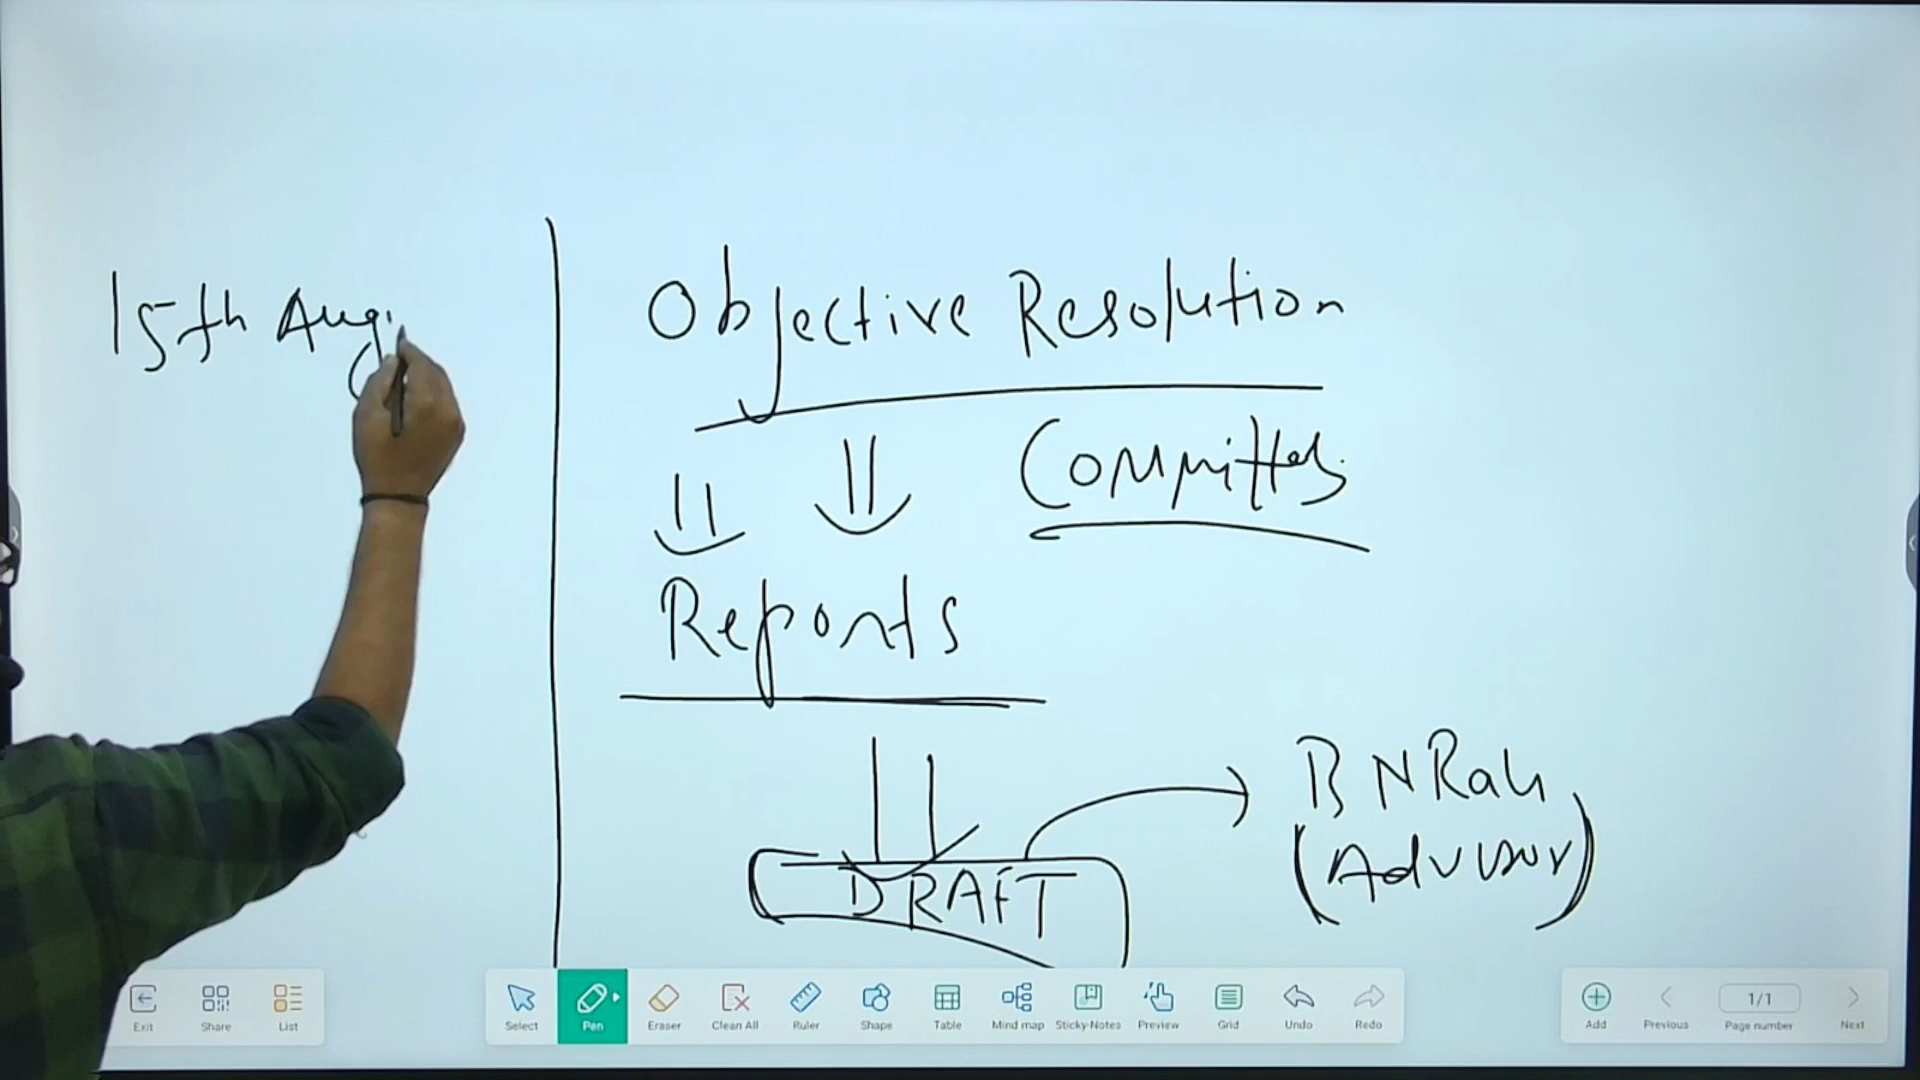 15th Aug
Objective Resolution
Committees
Reports
B N Rau
(Advisor)
DRAFT
Exit
Share
List
Select
Pen
Eraser
Clean All
Ruler
Shape
Table
Mind map
Sticky-Notes
Preview
Grid
Undo
Redo
Add
Previous
1/1
Page number
Next